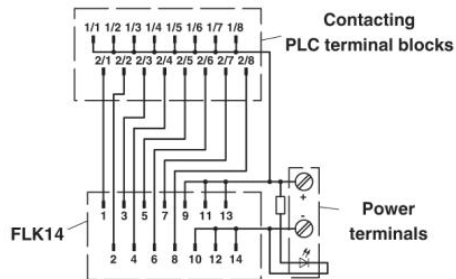 Contacting
PLC terminal blocks
1/1 1/2 1/3 1/4 1/5 1/6 1/7 1/8
2/1 2/2 2/3 2/4 2/5 2/6 2/7 2/8
+
-
1 3 5 7 9 11 13
2 4 6 8 10 12 14
FLK14
Power
terminals